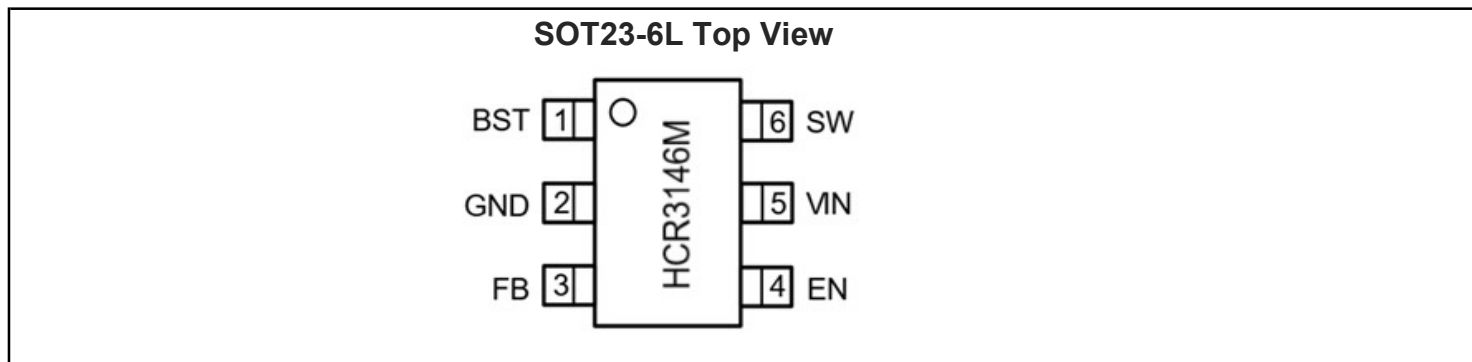 SOT23-6L Top View
BST 1
6 SW
GND 2
5 VIN
FB 3
4 EN
HCR3146M